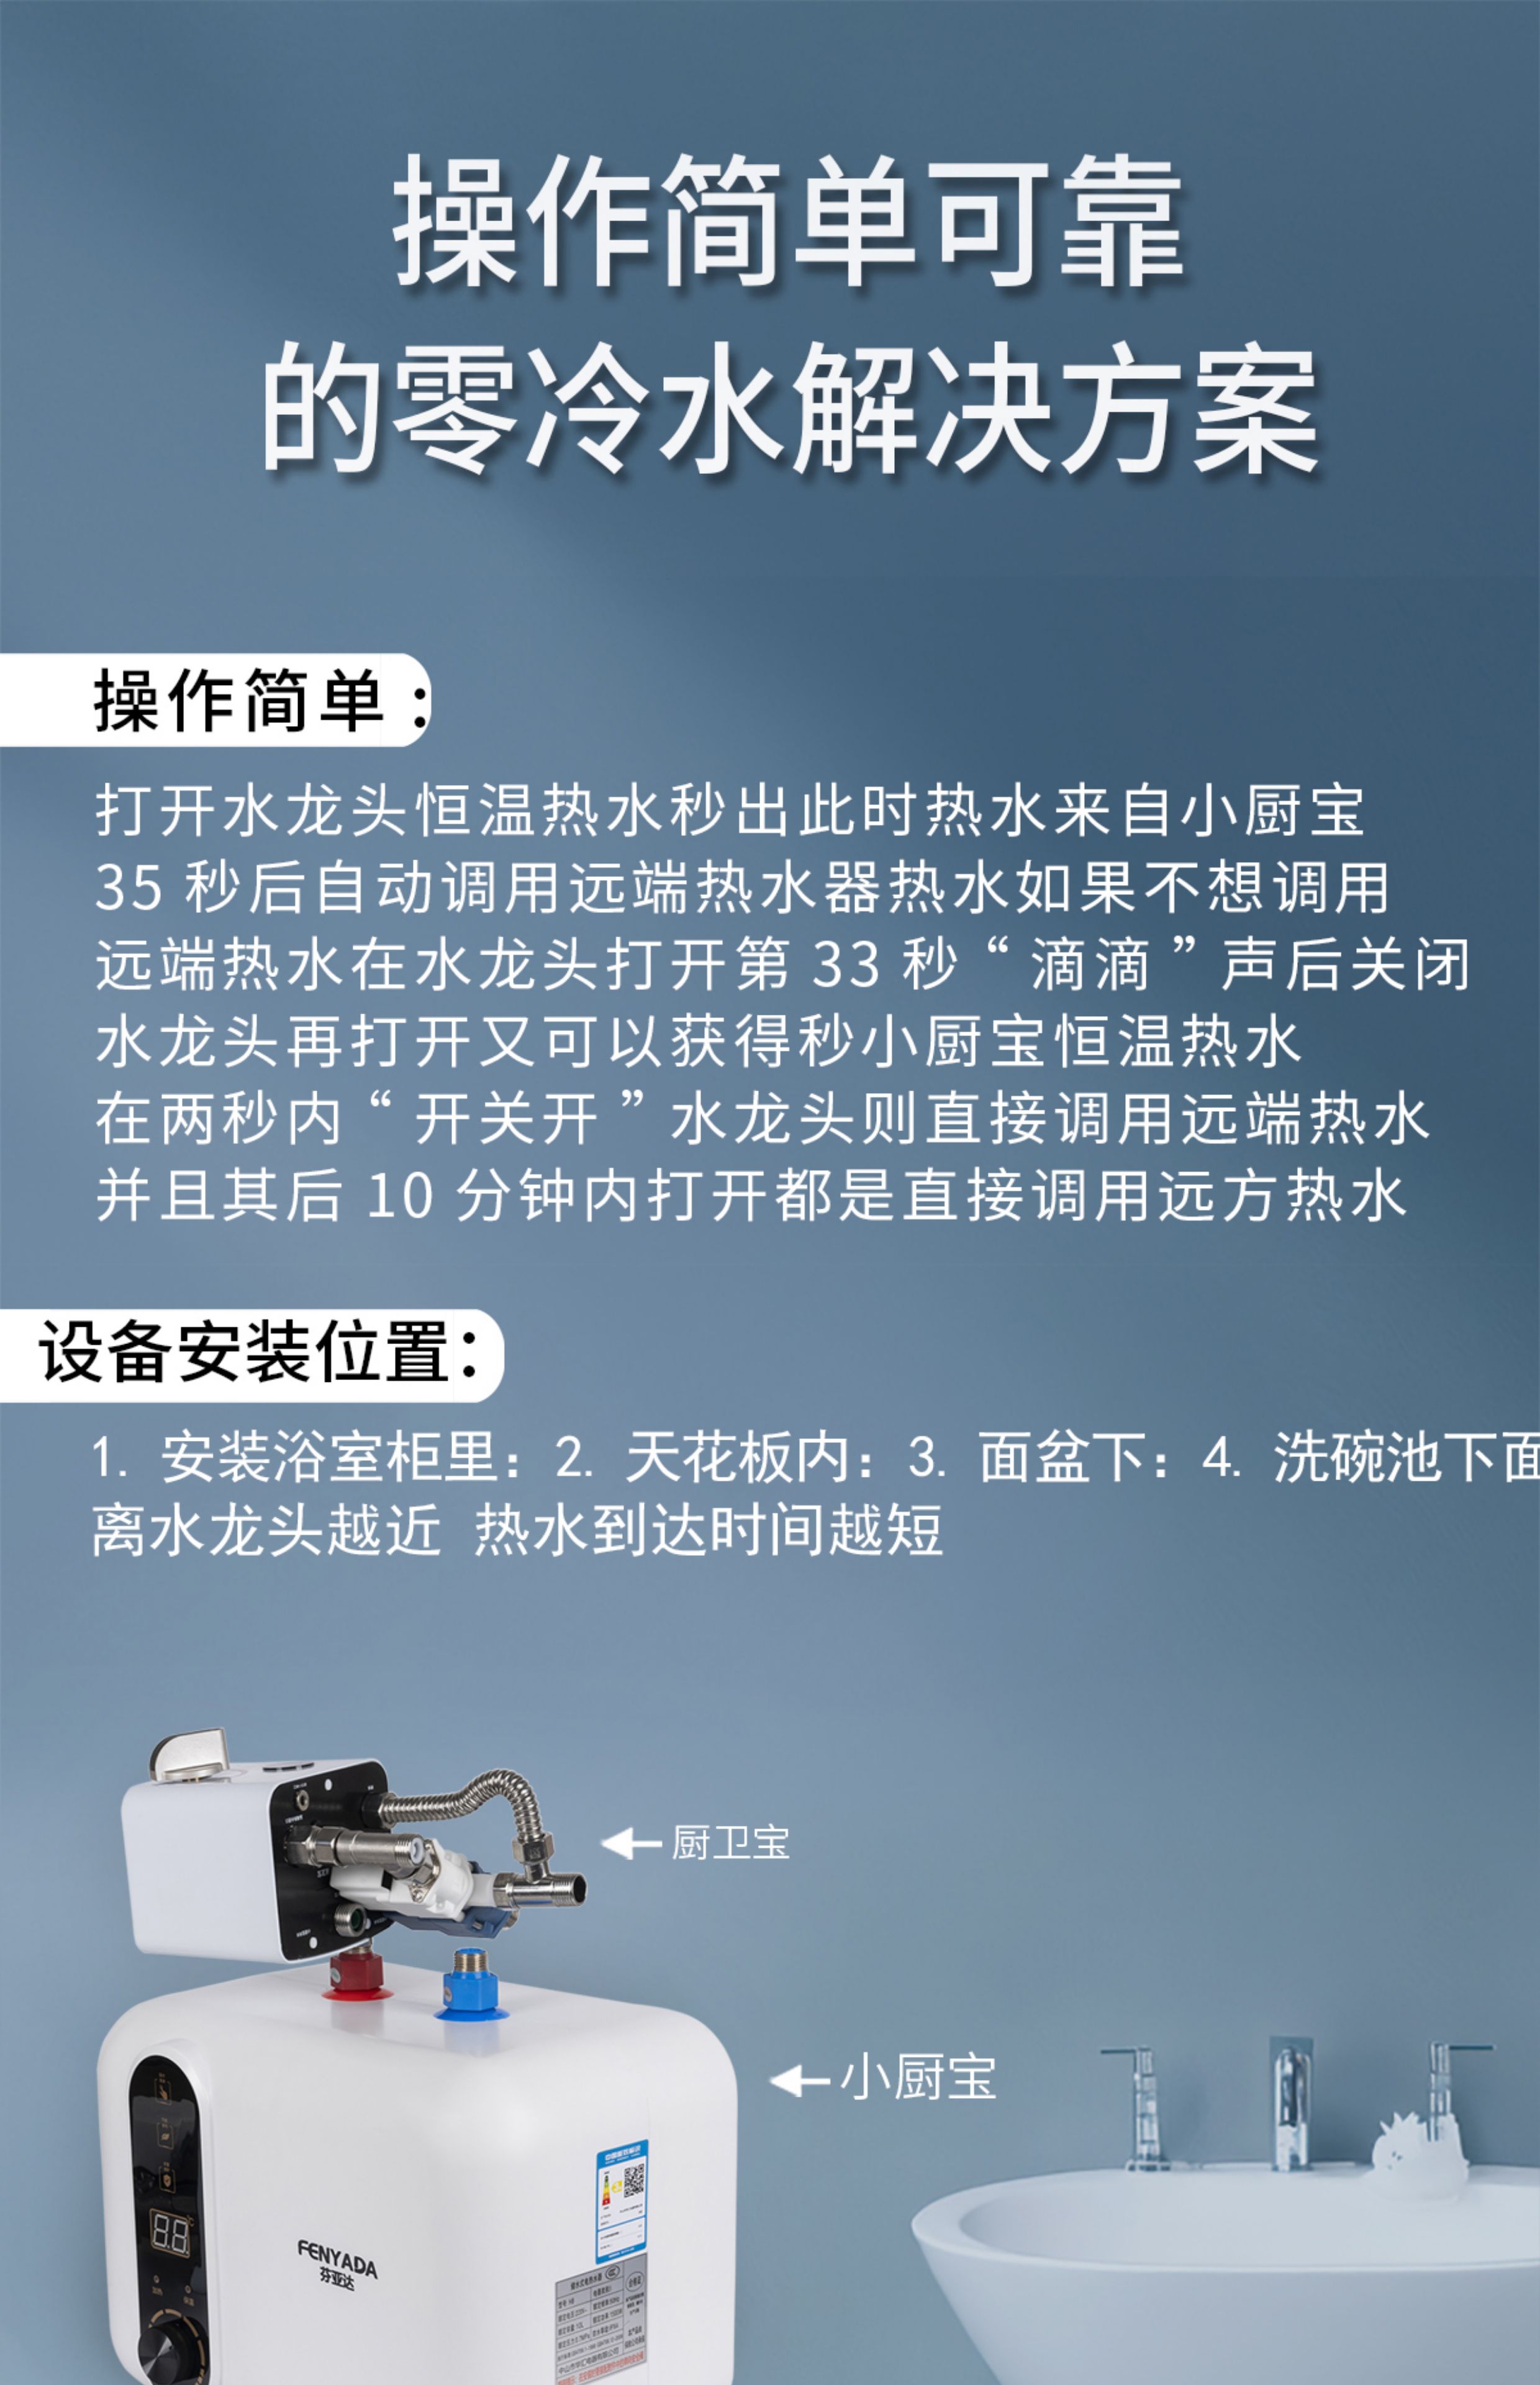 操作简单可靠
的零冷水解决方案
操作简单：
打开水龙头恒温热水秒出此时热水来自小厨宝
35 秒后自动调用远端热水器热水如果不想调用
远端热水在水龙头打开第 33 秒“滴滴”声后关闭
水龙头再打开又可以获得秒小厨宝恒温热水
在两秒内“开关开”水龙头则直接调用远端热水
并且其后 10 分钟内打开都是直接调用远方热水
设备安装位置：
1. 安装浴室柜里：2. 天花板内：3. 面盆下：4. 洗碗池下面
离水龙头越近 热水到达时间越短
厨卫宝
小厨宝
88
FENYADA
芬亚达